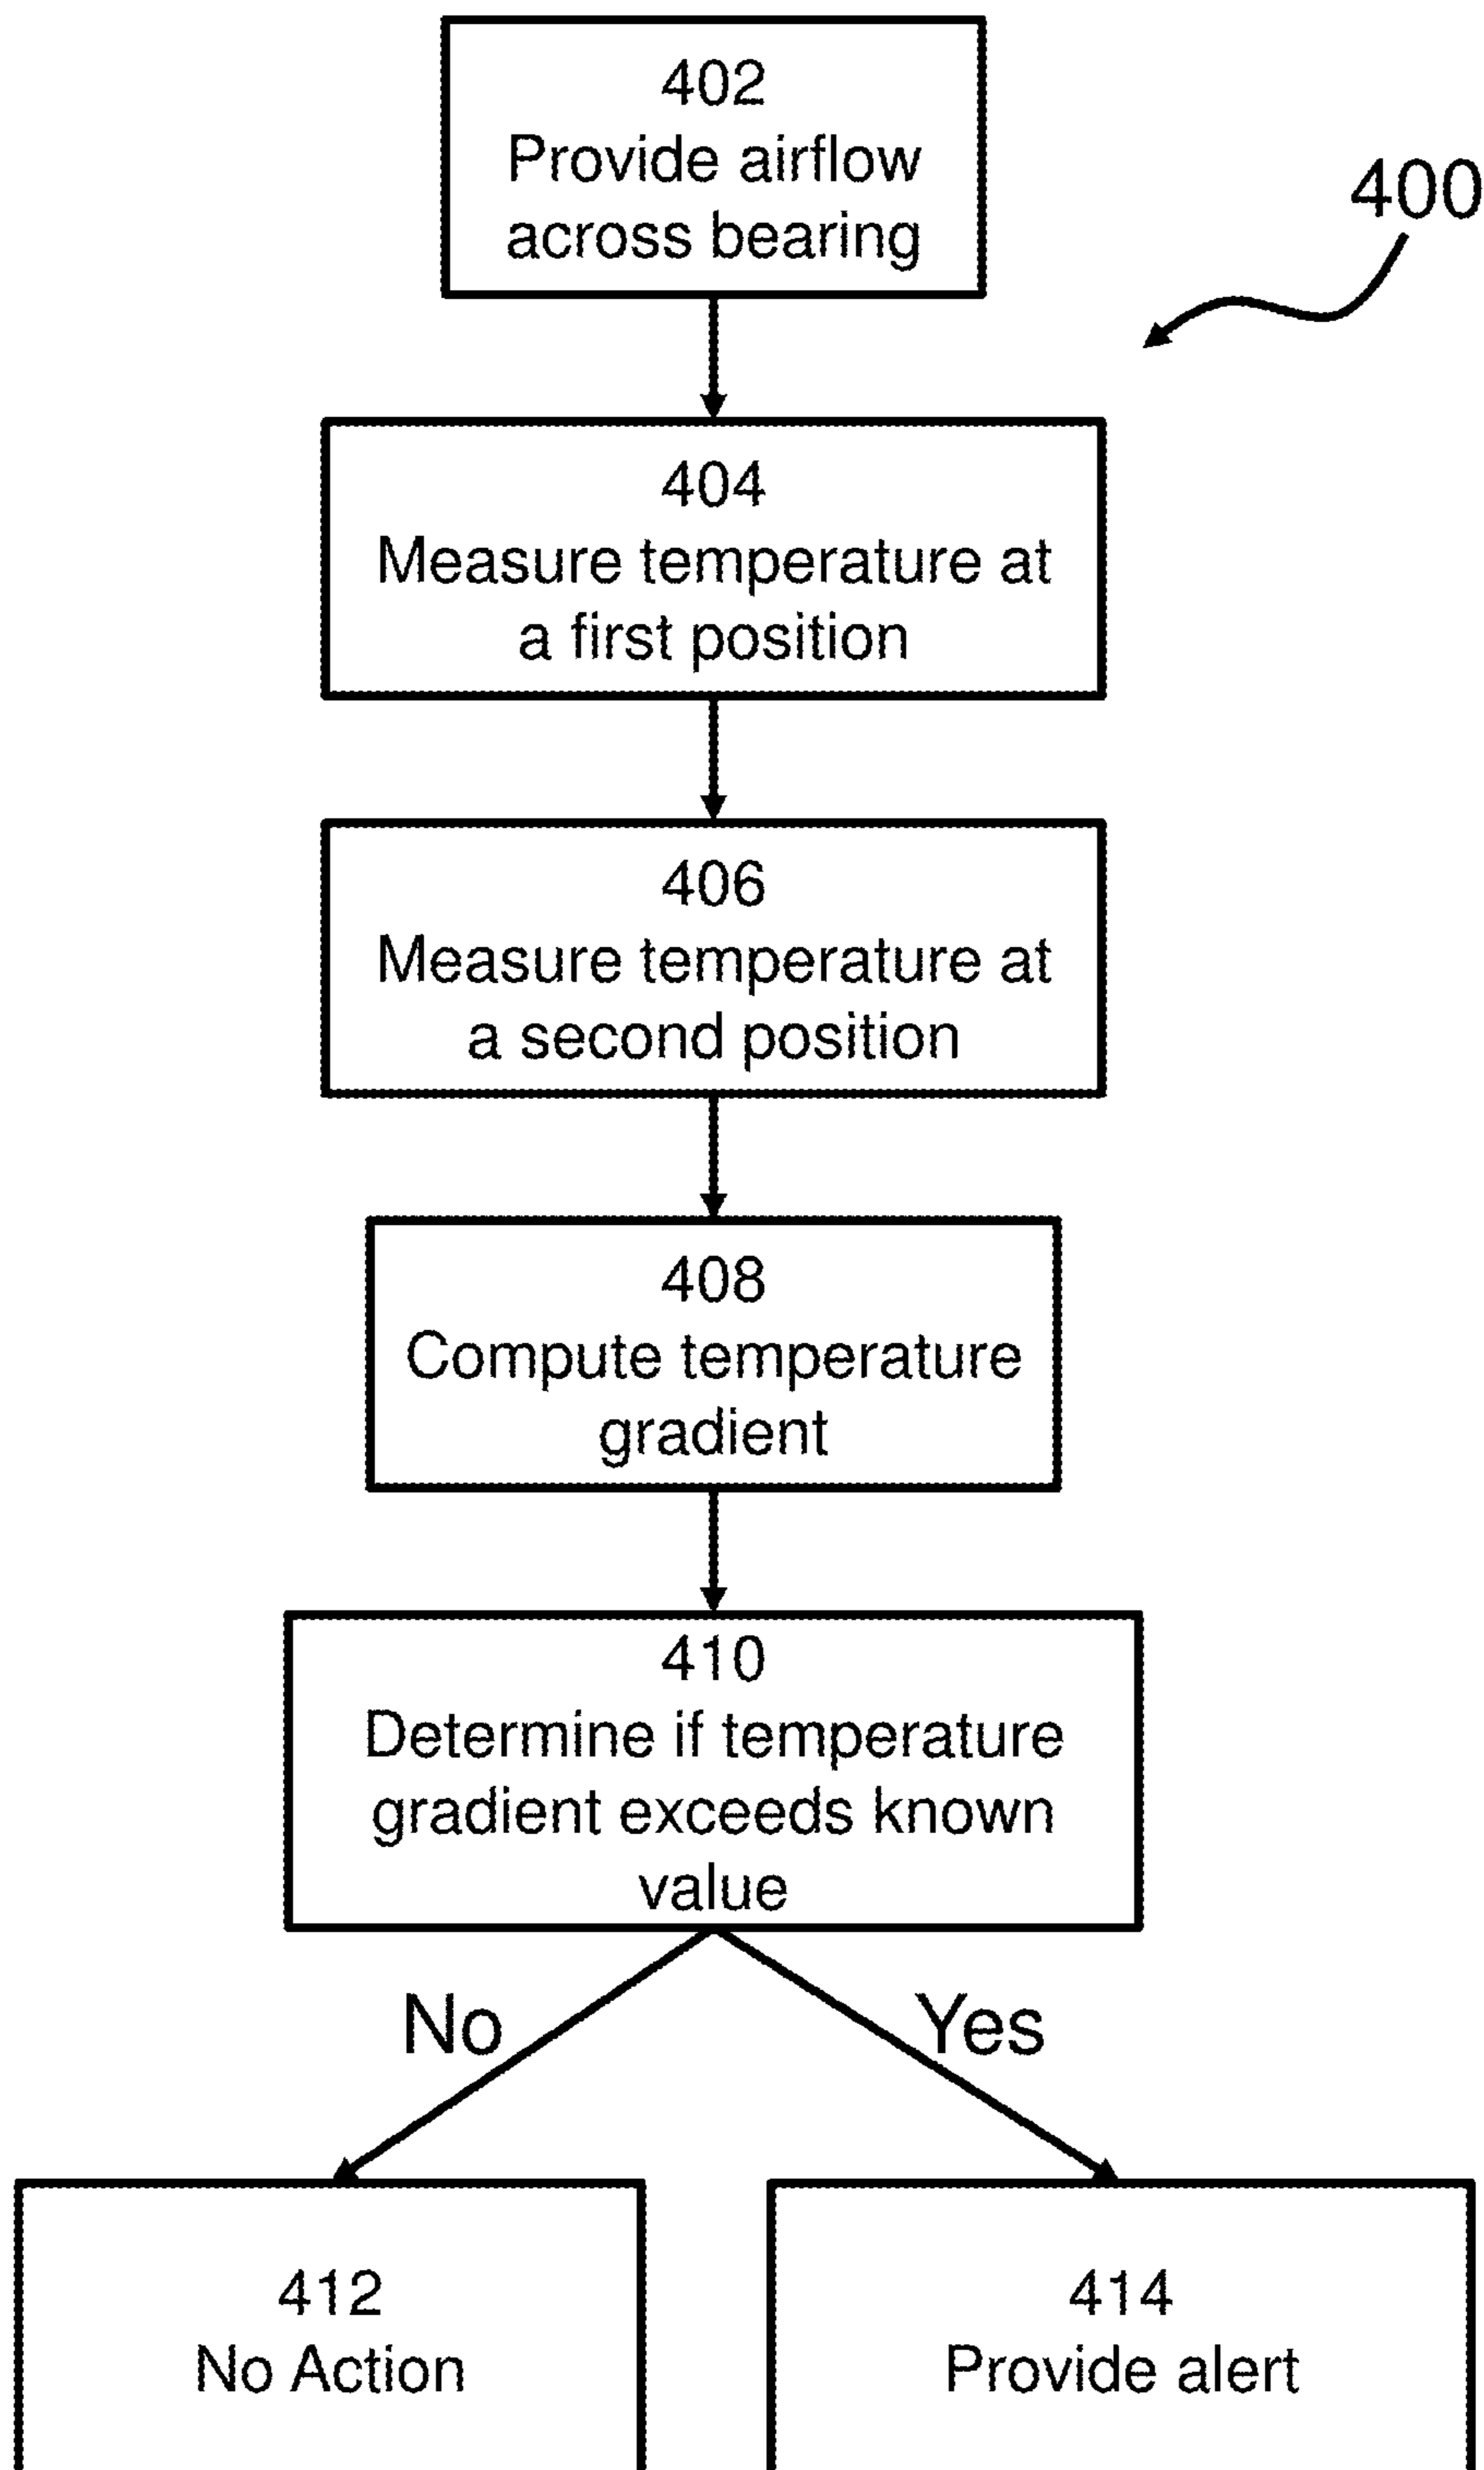 402
Provide airflow
across bearing
400
404
Measure temperature at
a first position
406
Measure temperature at
a second position
408
Compute temperature
gradient
410
Determine if temperature
gradient exceeds known
value
No
Yes
412
No Action
414
Provide alert